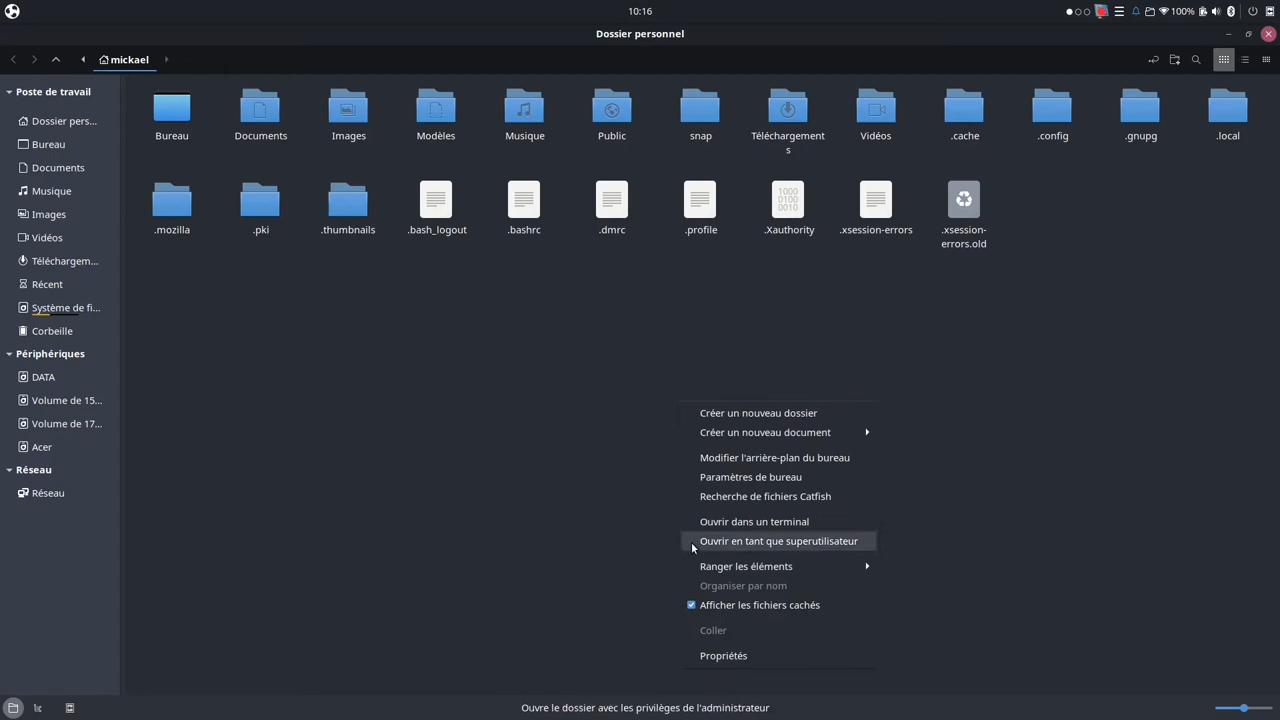 10:16
100%
Dossier personnel
mickael
Poste de travail
Dossier pers...
Bureau
Documents
Musique
Images
Vidéos
Téléchargem...
Récent
Système de fi...
Corbeille
Périphériques
DATA
Volume de 15...
Volume de 17...
Acer
Réseau
Réseau
Bureau
Documents
Images
Modèles
Musique
Public
snap
Téléchargement
s
Vidéos
.cache
.config
.gnupg
.local
.mozilla
.pki
.thumbnails
.bash_logout
.bashrc
.dmrc
.profile
1000
0100
0010
.Xauthority
.xsession-errors
.xsession-
errors.old
Créer un nouveau dossier
Créer un nouveau document
Modifier l'arrière-plan du bureau
Paramètres de bureau
Recherche de fichiers Catfish
Ouvrir dans un terminal
Ouvrir en tant que superutilisateur
Ranger les éléments
Organiser par nom
Afficher les fichiers cachés
Coller
Propriétés
Ouvre le dossier avec les privilèges de l'administrateur